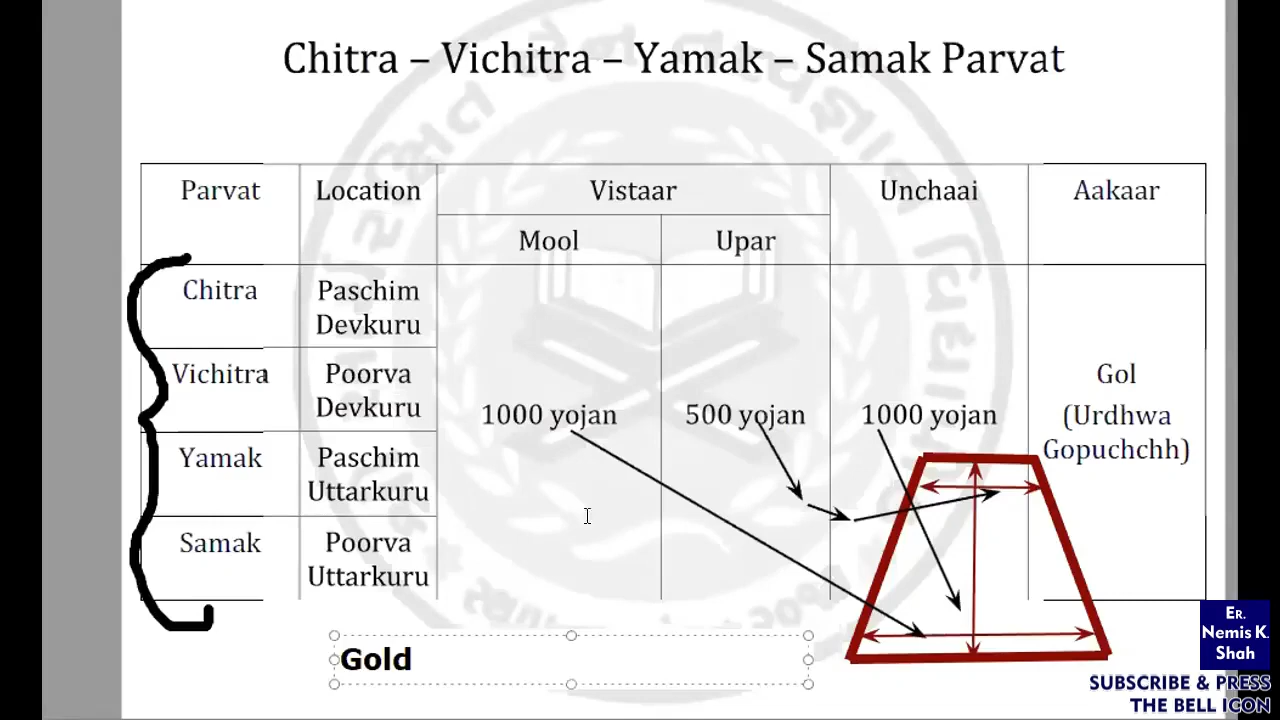 Chitra – Vichitra – Yamak – Samak Parvat
Parvat Location Vistaar Unchaai Aakaar
Mool Upar
Chitra Paschim Devkuru
Vichitra Poorva Devkuru
Yamak Paschim Uttarkuru
Samak Poorva Uttarkuru
1000 yojan 500 yojan 1000 yojan
Gol
(Urdhwa
Gopuchchh)
Gold
ER.
Nemis K.
Shah
SUBSCRIBE & PRESS
THE BELL ICON